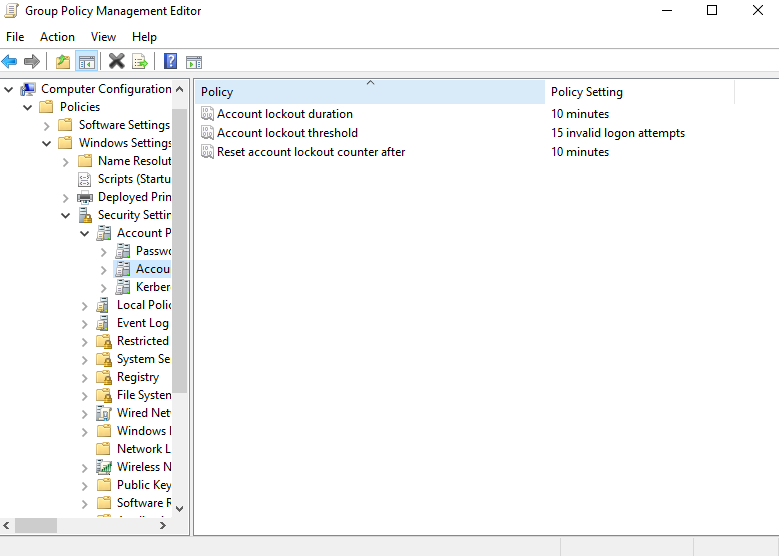 Group Policy Management Editor
File Action View Help
Computer Configuration
Policies
Software Settings
Windows Settings
Name Resolut
Scripts (Startu
Deployed Prin
Security Settin
Account P
Passwo
Accou
Kerber
Local Polic
Event Log
Restricted
System Se
Registry
File System
Wired Net
Windows
Network L
Wireless N
Public Key
Software R
Policy Policy Setting
Account lockout duration 10 minutes
Account lockout threshold 15 invalid logon attempts
Reset account lockout counter after 10 minutes